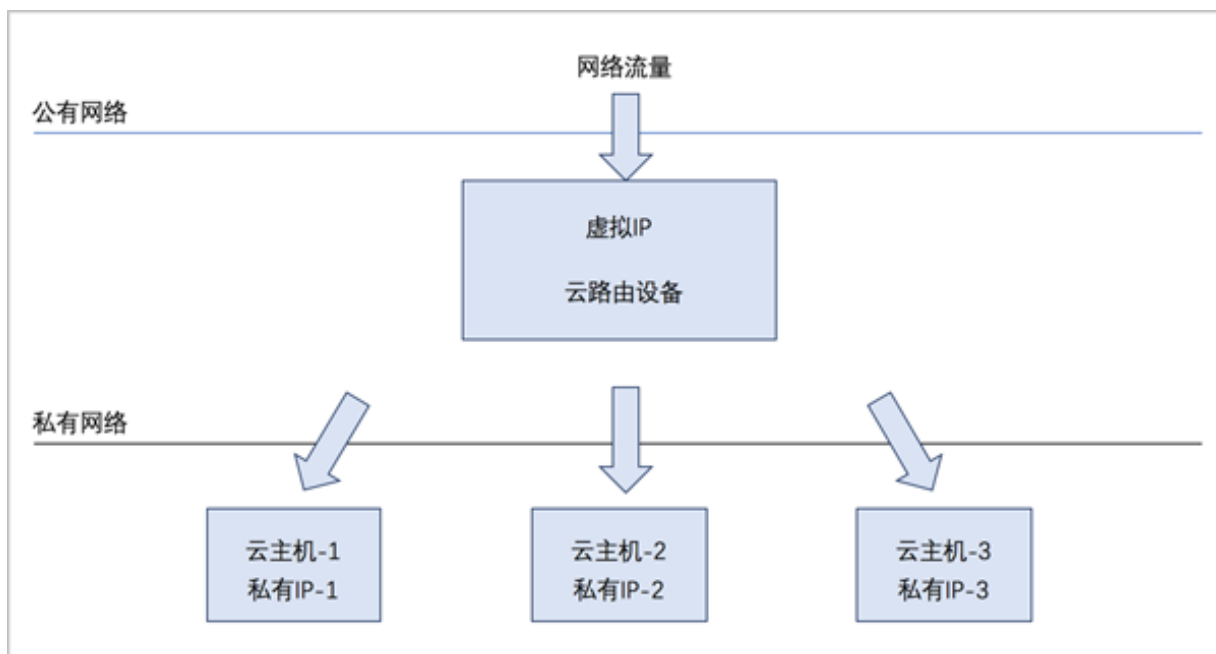 网络流量
公有网络
虚拟IP
云路由设备
私有网络
云主机-1
私有IP-1
云主机-2
私有IP-2
云主机-3
私有IP-3